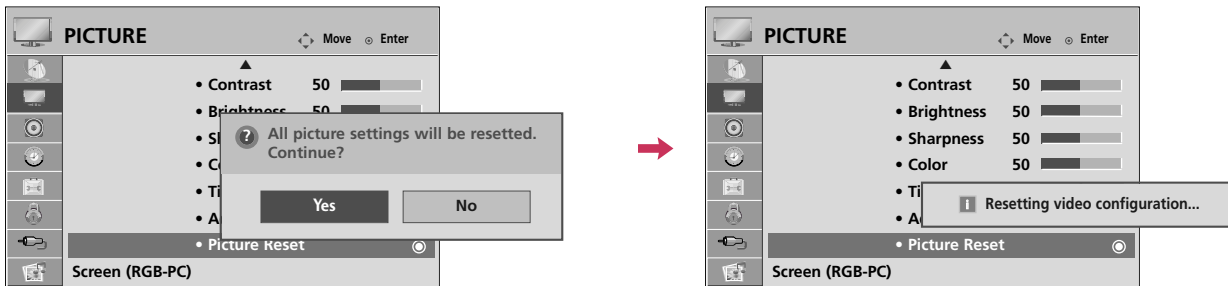 PICTURE
Move Enter
• Contrast 50
• Brightness 50
• S
• C
• Ti
• A
All picture settings will be resetted.
Continue?
Yes No
• Picture Reset
Screen (RGB-PC)
PICTURE
Move Enter
• Contrast 50
• Brightness 50
• Sharpness 50
• Color 50
• Ti
• A
i Resetting video configuration...
• Picture Reset
Screen (RGB-PC)